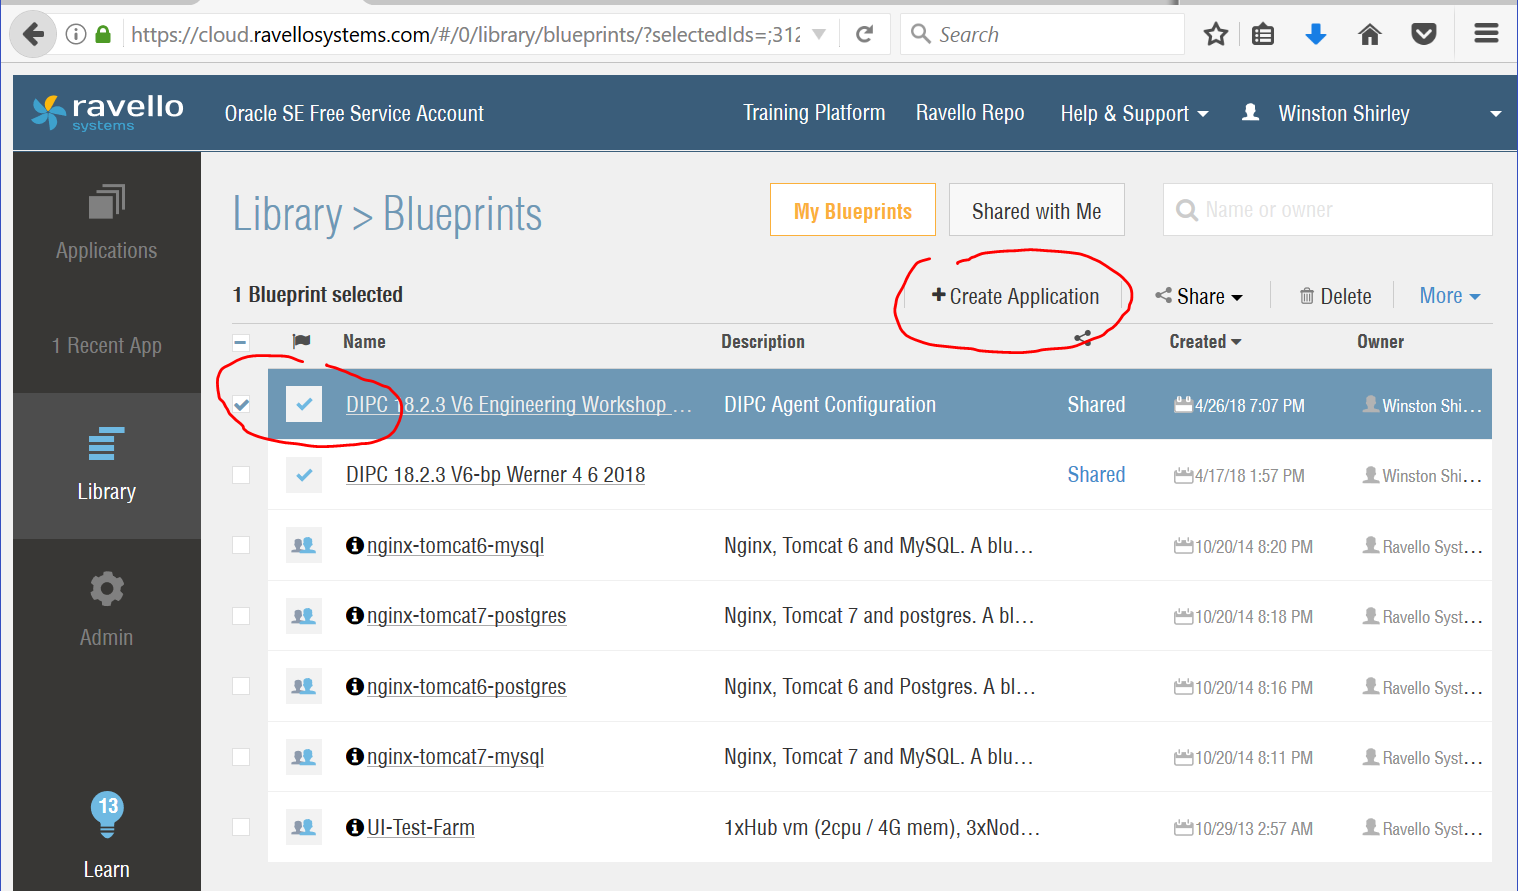 https://cloud.ravellosystems.com/#/0/library/blueprints/?selectedIds=;312
Search
ravello
systems
Oracle SE Free Service Account
Training Platform
Ravello Repo
Help & Support
Winston Shirley
Applications
1 Recent App
Library
Admin
13
Learn
Library > Blueprints
My Blueprints
Shared with Me
Name or owner
1 Blueprint selected
+ Create Application
Share
Delete
More
Name Description Created Owner
DIPC 18.2.3 V6 Engineering Workshop ... DIPC Agent Configuration Shared 4/26/18 7:07 PM Winston Shi...
DIPC 18.2.3 V6-bp Werner 4 6 2018 Shared 4/17/18 1:57 PM Winston Shi...
nginx-tomcat6-mysql Nginx, Tomcat 6 and MySQL. A blu... 10/20/14 8:20 PM Ravello Syst...
nginx-tomcat7-postgres Nginx, Tomcat 7 and postgres. A bl... 10/20/14 8:18 PM Ravello Syst...
nginx-tomcat6-postgres Nginx, Tomcat 6 and Postgres. A bl... 10/20/14 8:16 PM Ravello Syst...
nginx-tomcat7-mysql Nginx, Tomcat 7 and MySQL. A blu... 10/20/14 8:11 PM Ravello Syst...
UI-Test-Farm 1xHub vm (2cpu / 4G mem), 3xNod... 10/29/13 2:57 AM Ravello Syst...